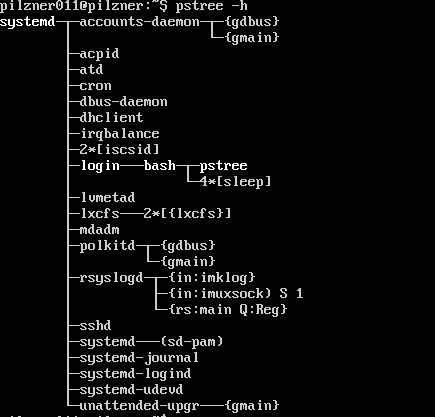 pilzner011@pilzner:~$ pstree -h
systemd─┬─accounts-daemon─┬─{gdbus}
        │                 └─{gmain}
        ├─acpid
        ├─atd
        ├─cron
        ├─dbus-daemon
        ├─dhclient
        ├─irqbalance
        ├─2*[iscsid]
        ├─login───bash─┬─pstree
        │              └─4*[sleep]
        ├─lvmetad
        ├─lxcfs───2*[{lxcfs}]
        ├─mdadm
        ├─polkitd─┬─{gdbus}
        │         └─{gmain}
        ├─rsyslogd─┬─{in:imklog}
        │          ├─{in:imuxsock) S 1
        │          └─{rs:main Q:Reg}
        ├─sshd
        ├─systemd───(sd-pam)
        ├─systemd-journal
        ├─systemd-logind
        ├─systemd-udevd
        └─unattended-upgr───{gmain}